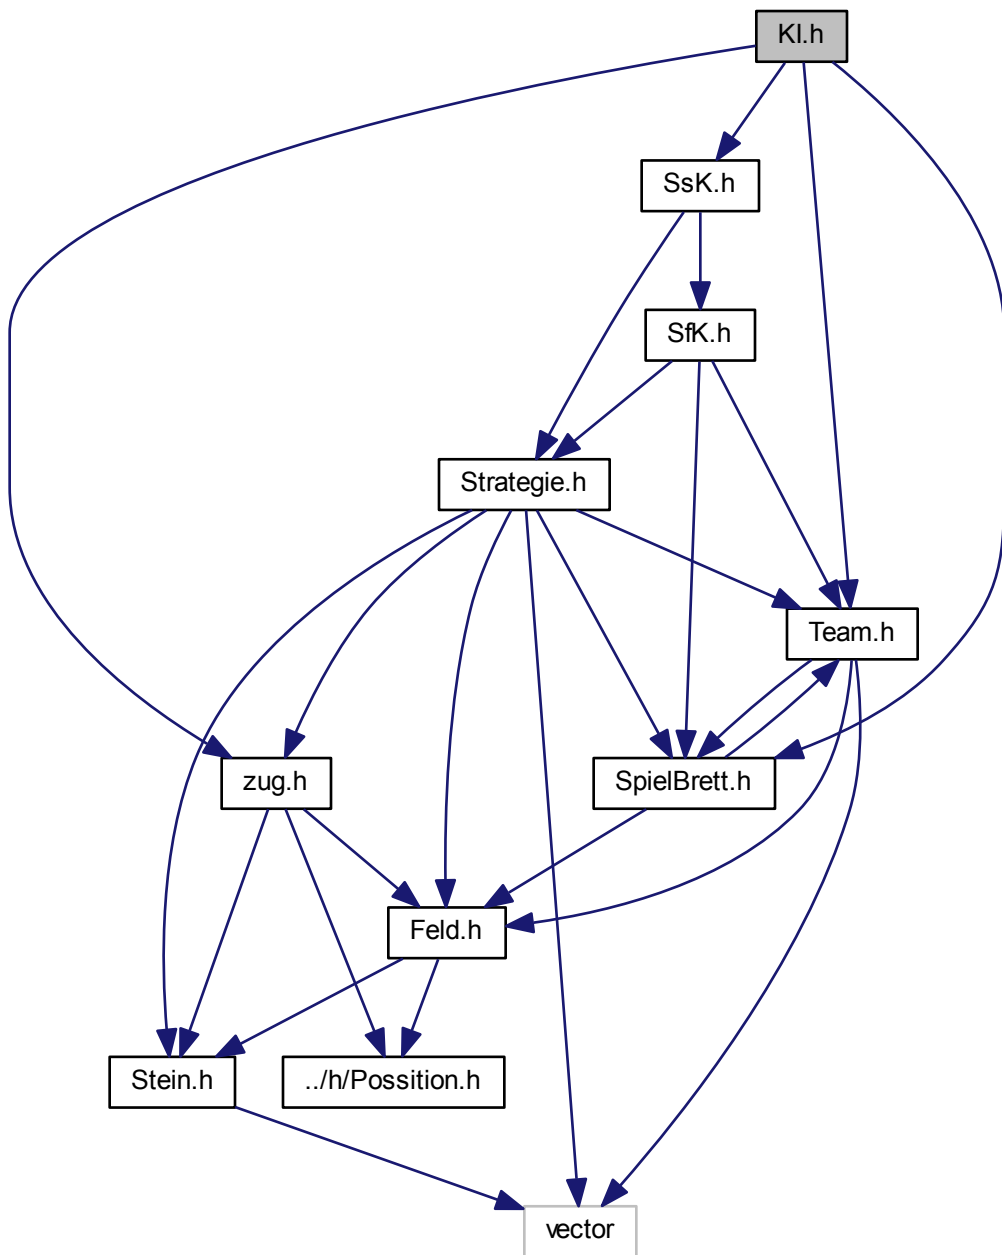 KI.h
SsK.h
SfK.h
Strategie.h
Team.h
zug.h
SpielBrett.h
Feld.h
Stein.h
../h/Possition.h
vector